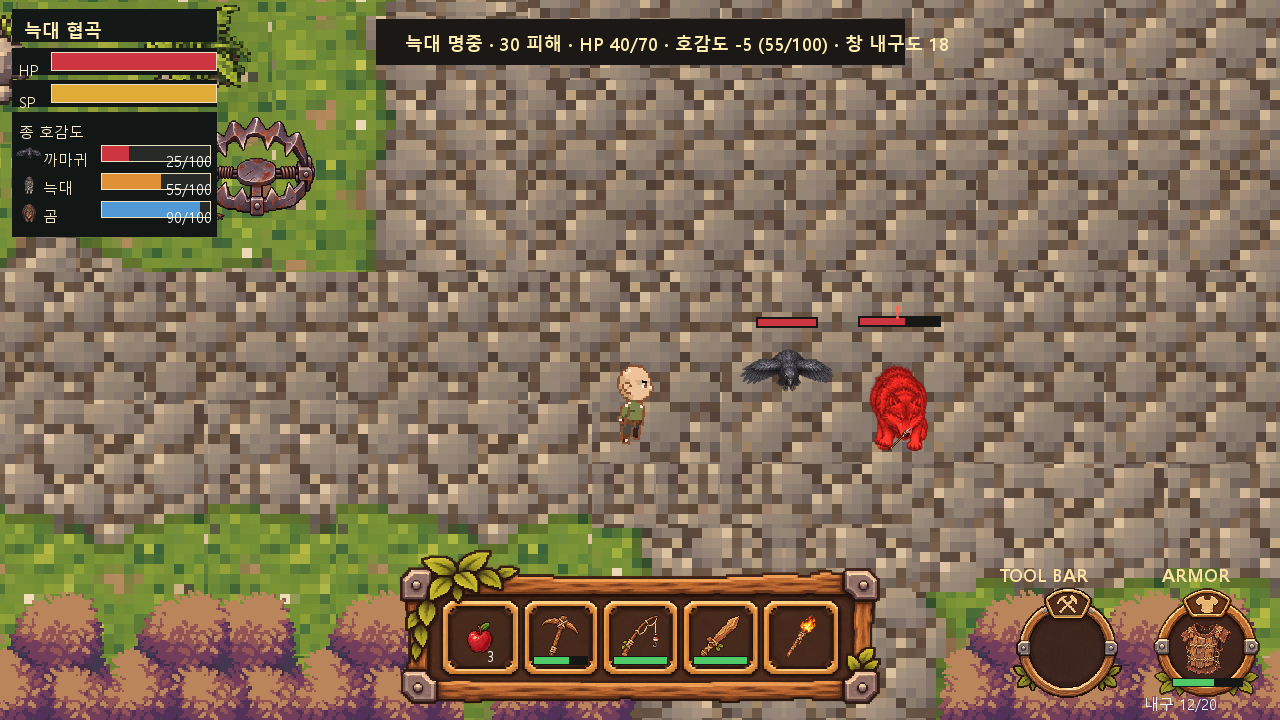 늑대 협곡
늑대 명중 · 30 피해 · HP 40/70 · 호감도 -5 (55/100) · 창 내구도 18
HP
SP
종 호감도
까마귀 25/100
늑대 55/100
곰 90/100
TOOL BAR
ARMOR
3
내구 12/20